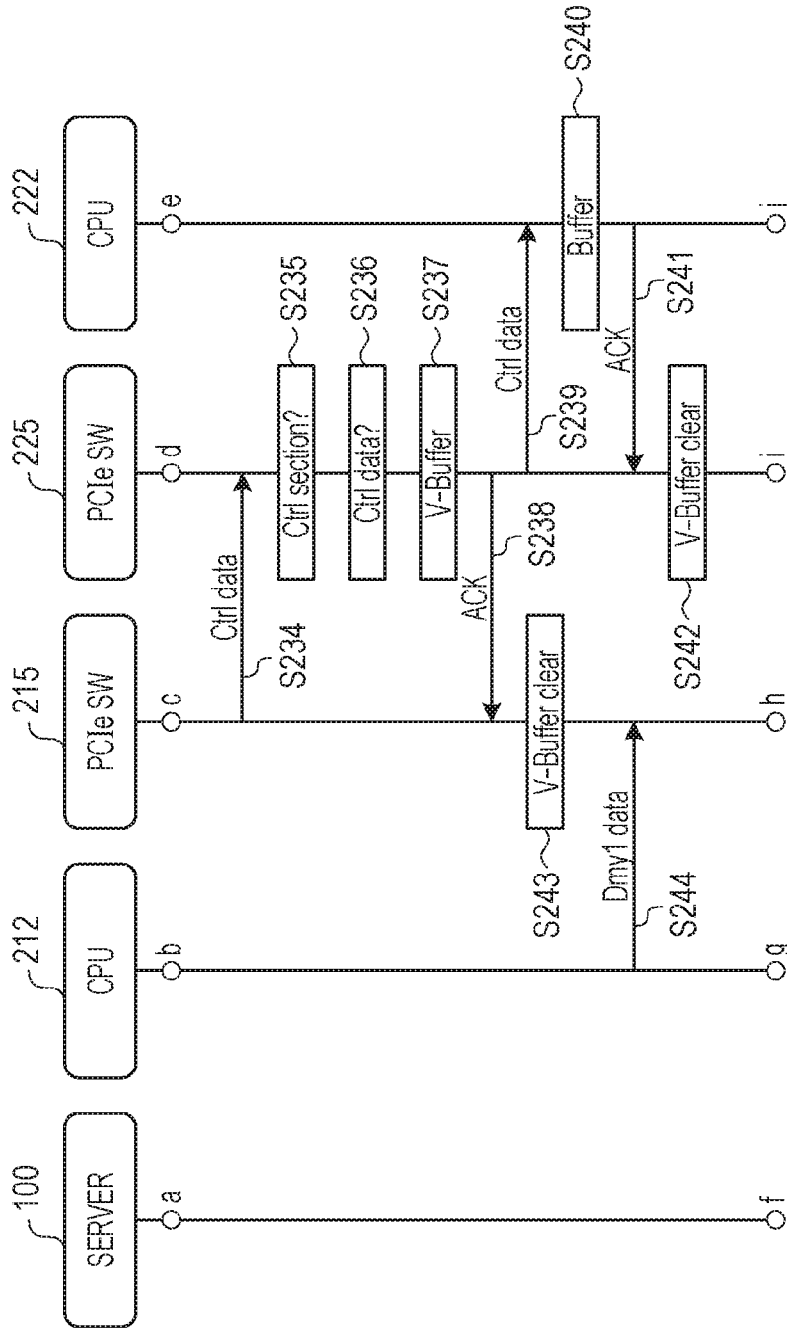 100
212
215
225
222
SERVER
CPU
PCIe SW
PCIe SW
CPU
a
b
c
d
e
Ctrl data
S234
Ctrl section?
S235
Ctrl data?
S236
V-Buffer
S237
ACK
S238
Ctrl data
S239
V-Buffer clear
S243
Buffer
S240
Dmy1 data
S244
ACK
S241
V-Buffer clear
S242
f
g
h
i
j